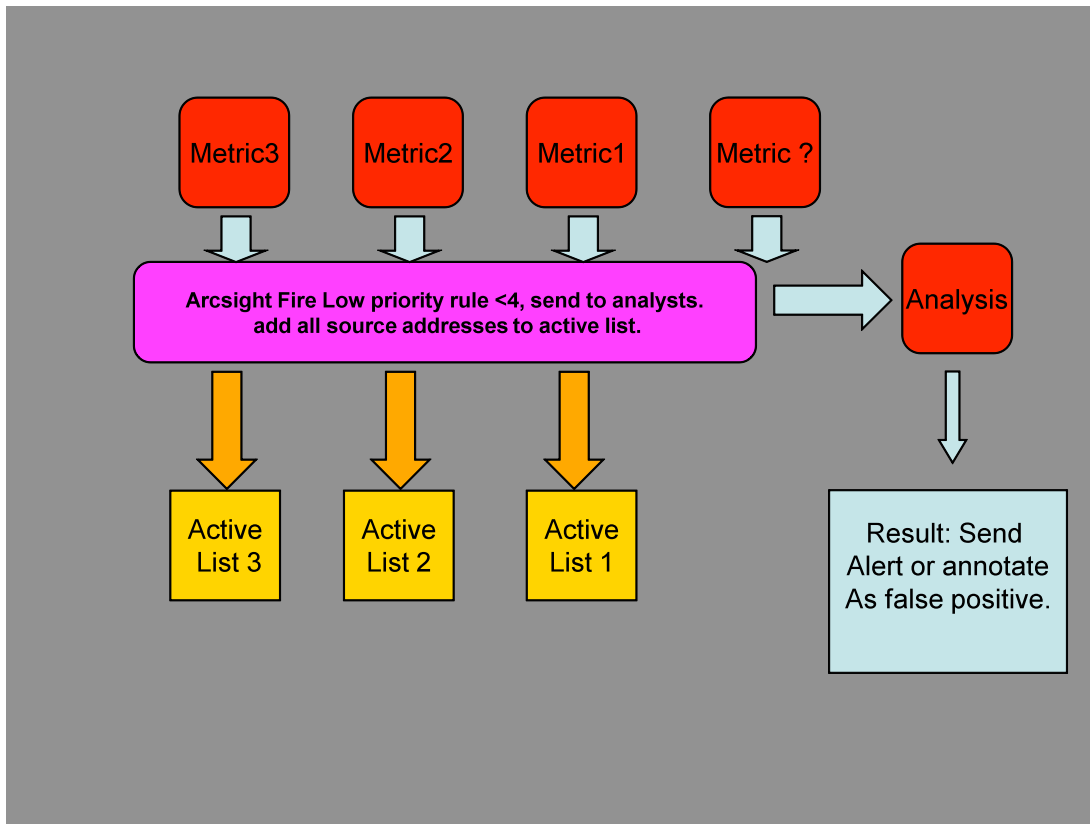 Metric3
Metric2
Metric1
Metric ?
Arcsight Fire Low priority rule <4, send to analysts.
add all source addresses to active list.
Analysis
Active
List 3
Active
List 2
Active
List 1
Result: Send
Alert or annotate
As false positive.